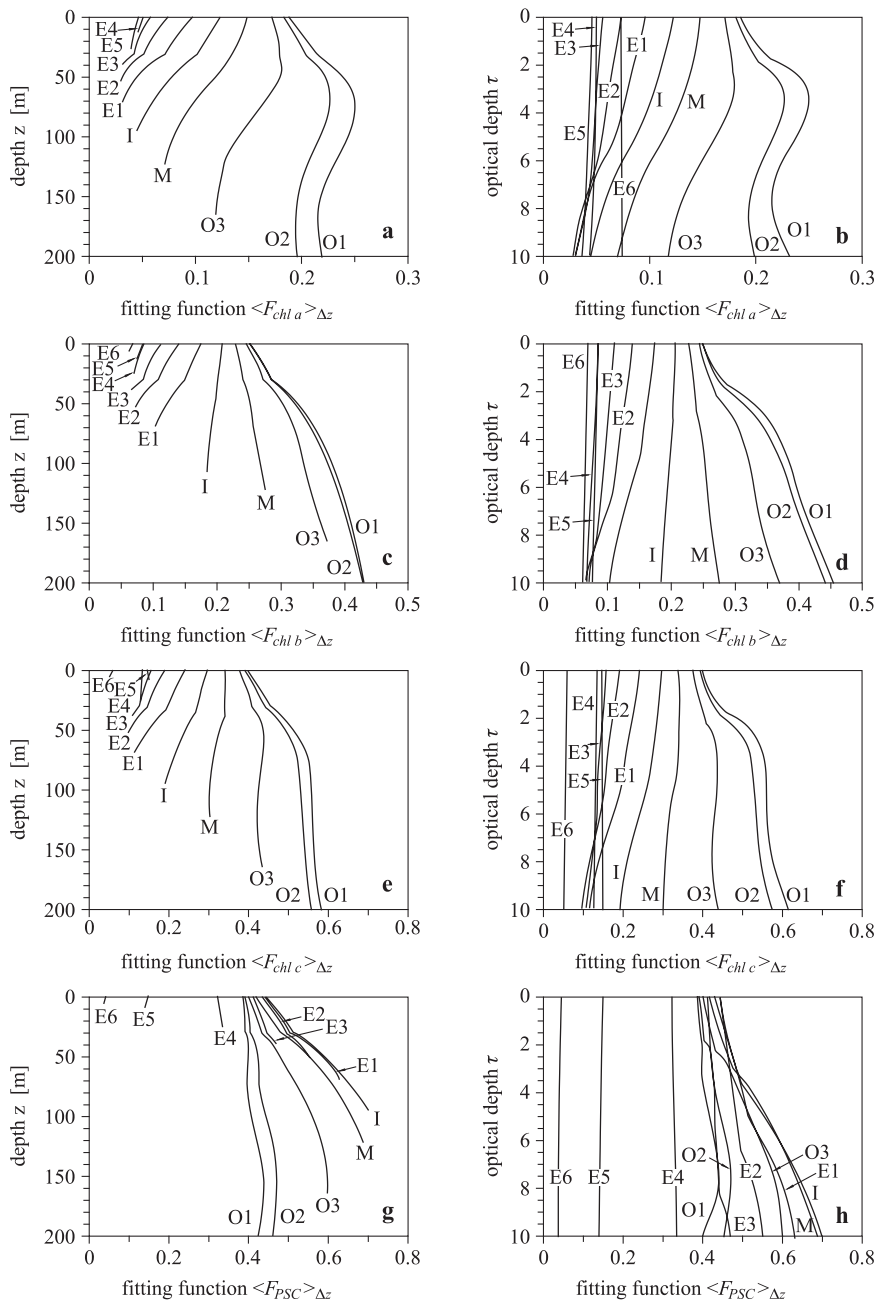 0
50
100
150
200
depth z [m]
E4
E5
E3
E2
E1
I
M
O3
O2
O1
a
0
0.1
0.2
0.3
fitting function <F_chl a>_Δz
0
2
4
6
8
10
optical depth τ
E4
E3
E1
E2
I
M
E5
E6
O3
O2
O1
b
0
0.1
0.2
0.3
fitting function <F_chl a>_Δz
0
50
100
150
200
depth z [m]
E6
E5
E4
E3
E2
E1
I
M
O3
O2
O1
c
0
0.1
0.2
0.3
0.4
0.5
fitting function <F_chl b>_Δz
0
2
4
6
8
10
optical depth τ
E6
E3
E2
E4
E5
I
M
O3
O2
O1
d
0
0.1
0.2
0.3
0.4
0.5
fitting function <F_chl b>_Δz
0
50
100
150
200
depth z [m]
E6
E5
E4
E3
E2
E1
I
M
O3
O2
O1
e
0
0.2
0.4
0.6
0.8
fitting function <F_chl c>_Δz
0
2
4
6
8
10
optical depth τ
E4
E2
E3
E5
E1
E6
I
M
O3
O2
O1
f
0
0.2
0.4
0.6
0.8
fitting function <F_chl c>_Δz
0
50
100
150
200
depth z [m]
E6
E5
E4
E2
E3
E1
I
M
O3
O1
O2
g
0
0.2
0.4
0.6
0.8
fitting function <F_PSC>_Δz
0
2
4
6
8
10
optical depth τ
E6
E5
E4
O2
O1
E2
E3
O3
E1
I
M
h
0
0.2
0.4
0.6
0.8
fitting function <F_PSC>_Δz